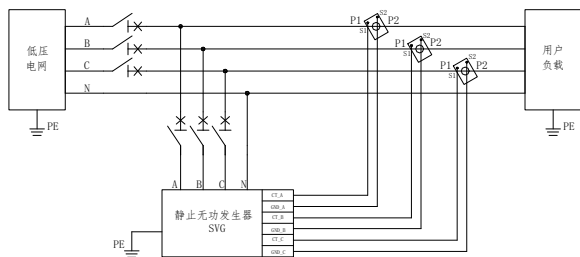 A
B
C
N
低压
电网
PE
P1
S1
S2
P2
P1
S1
S2
P2
P1
S1
S2
P2
用户
负载
PE
A
B
C
N
静止无功发生器
SVG
PE
CT_A
GND_A
CT_B
GND_B
CT_C
GND_C